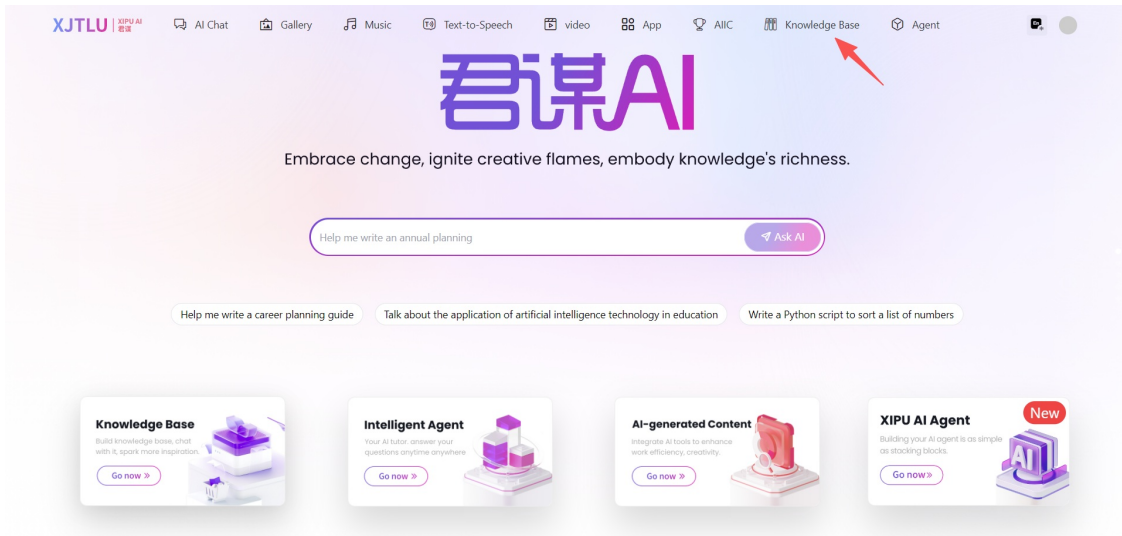 XJTLU
XIPU AI
君谋
AI Chat
Gallery
Music
Text-to-Speech
video
App
AIIC
Knowledge Base
Agent
En
君谋AI
Embrace change, ignite creative flames, embody knowledge's richness.
Help me write an annual planning
Ask AI
Help me write a career planning guide
Talk about the application of artificial intelligence technology in education
Write a Python script to sort a list of numbers
Knowledge Base
Build knowledge base, chat
with it, spark more inspiration.
Go now »
Intelligent Agent
Your AI tutor, answer your
questions anytime anywhere
Go now »
AI-generated Content
Integrate AI tools to enhance
work efficiency, creativity.
Go now »
New
XIPU AI Agent
Building your AI agent is as simple
as stacking blocks.
Go now»
AI